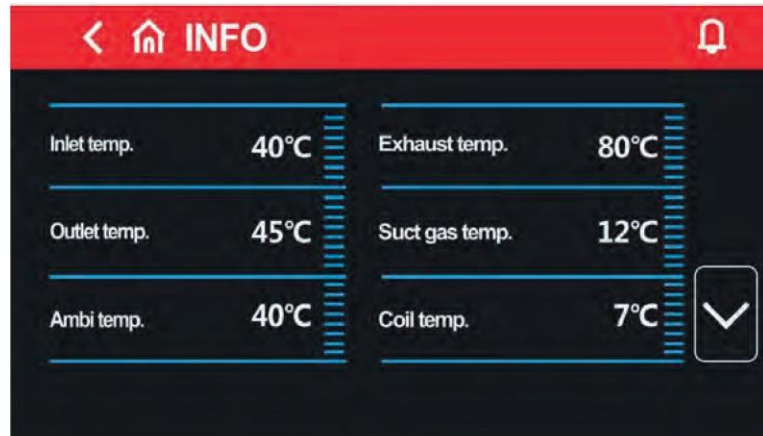 INFO
Inlet temp. 40°C
Exhaust temp. 80°C
Outlet temp. 45°C
Suct gas temp. 12°C
Ambi temp. 40°C
Coil temp. 7°C